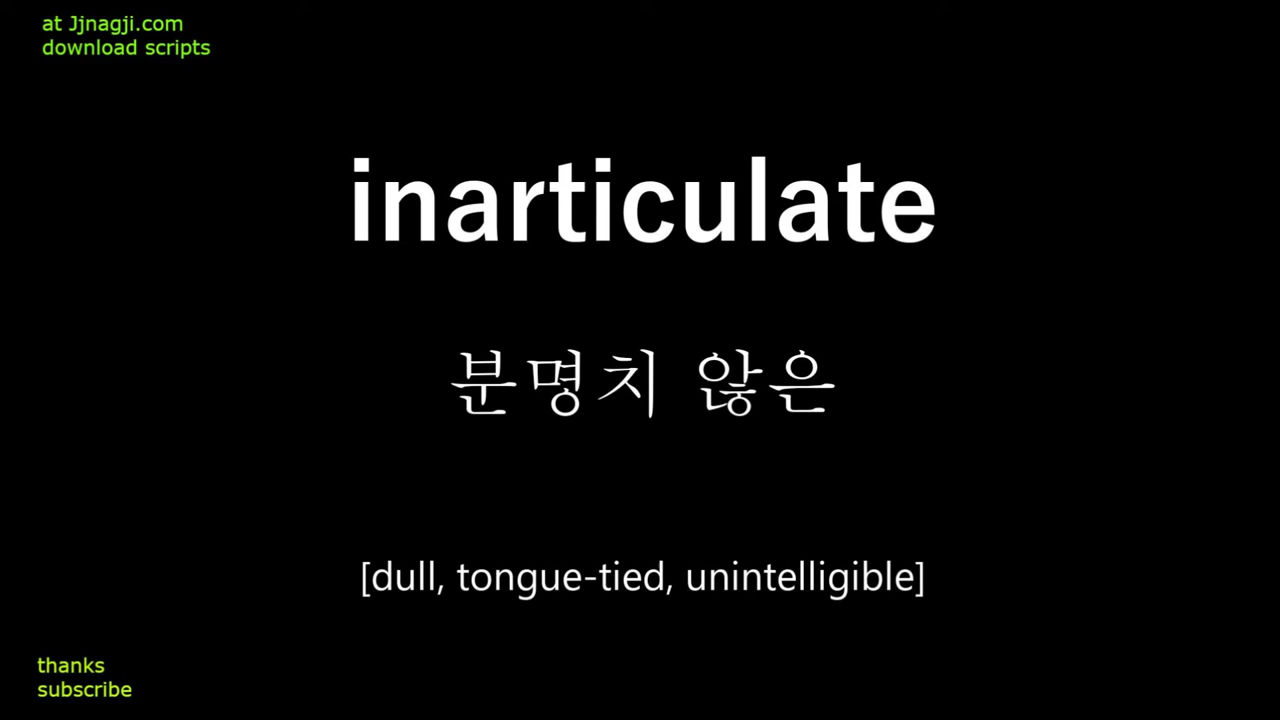 at Jjnagji.com
download scripts
inarticulate
분명치 않은
[dull, tongue-tied, unintelligible]
thanks
subscribe